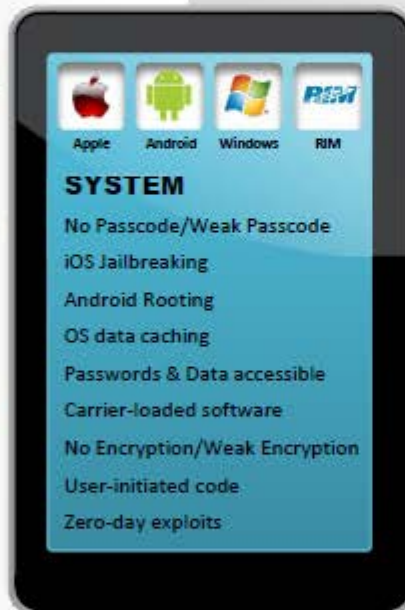 RIM
Apple Android Windows RIM
SYSTEM
No Passcode/Weak Passcode
iOS Jailbreaking
Android Rooting
OS data caching
Passwords & Data accessible
Carrier-loaded software
No Encryption/Weak Encryption
User-initiated code
Zero-day exploits